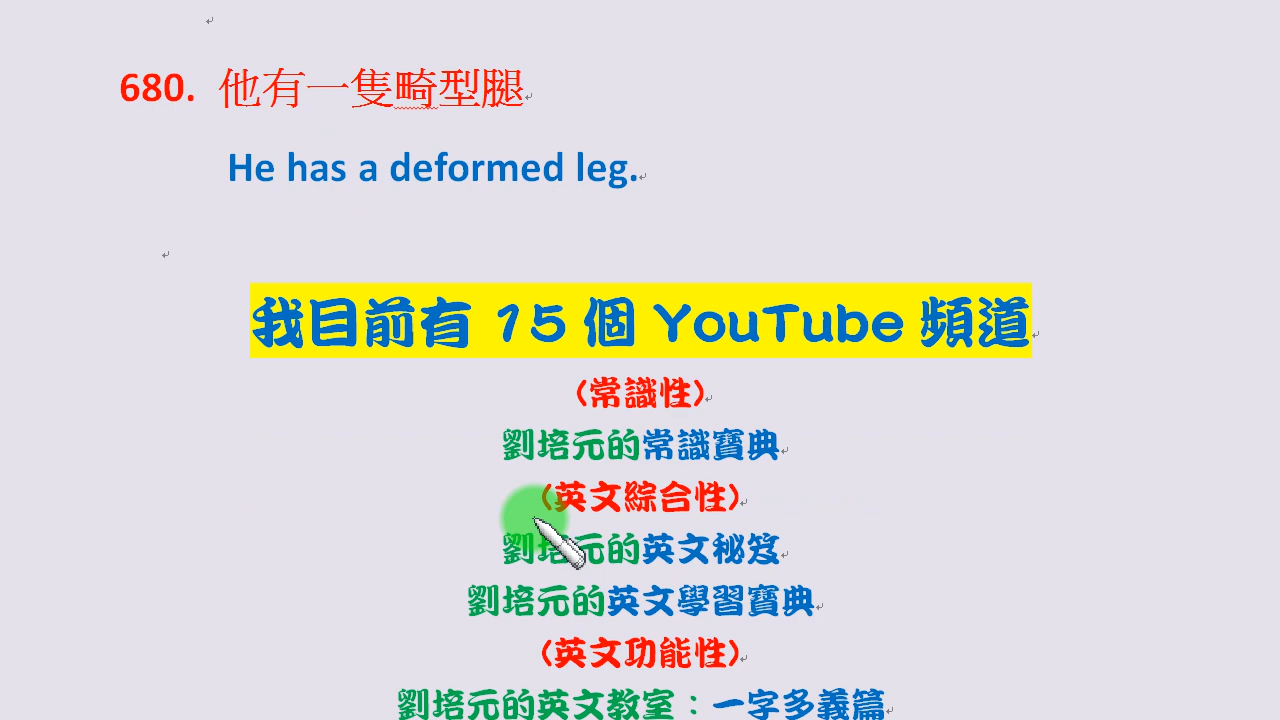 680. 他有一隻畸型腿
He has a deformed leg.
我目前有 15 個 YouTube 頻道
(常識性)
劉培元的常識寶典
(英文綜合性)
劉培元的英文秘笈
劉培元的英文學習寶典
(英文功能性)
劉培元的英文教室：一字多義篇